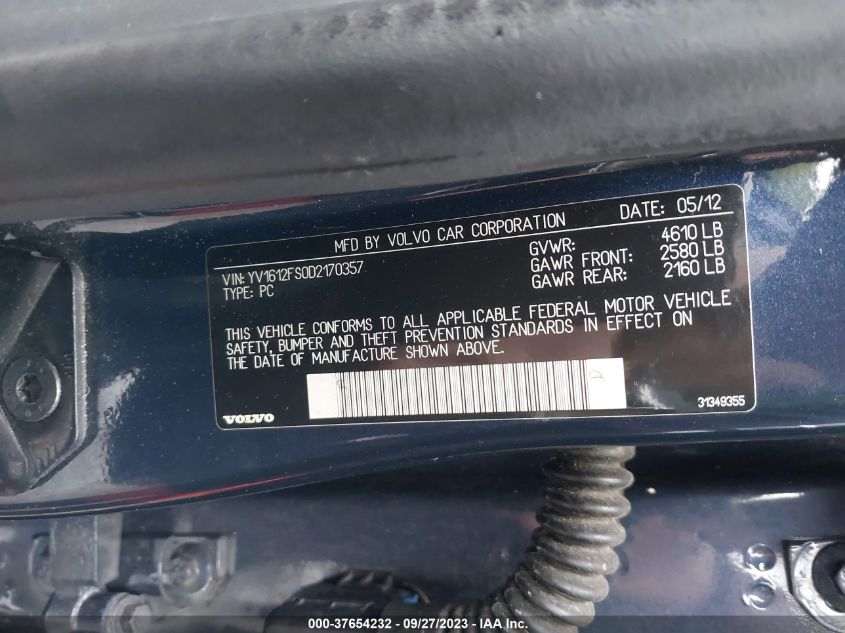 MFD BY VOLVO CAR CORPORATION
DATE: 05/12
VIN: YV1612FS0D2170357
TYPE: PC
GVWR: 4610 LB
GAWR FRONT: 2580 LB
GAWR REAR: 2160 LB
THIS VEHICLE CONFORMS TO ALL APPLICABLE FEDERAL MOTOR VEHICLE
SAFETY, BUMPER AND THEFT PREVENTION STANDARDS IN EFFECT ON
THE DATE OF MANUFACTURE SHOWN ABOVE.
VOLVO
31349355
000-37654232 - 09/27/2023 - IAAI.com